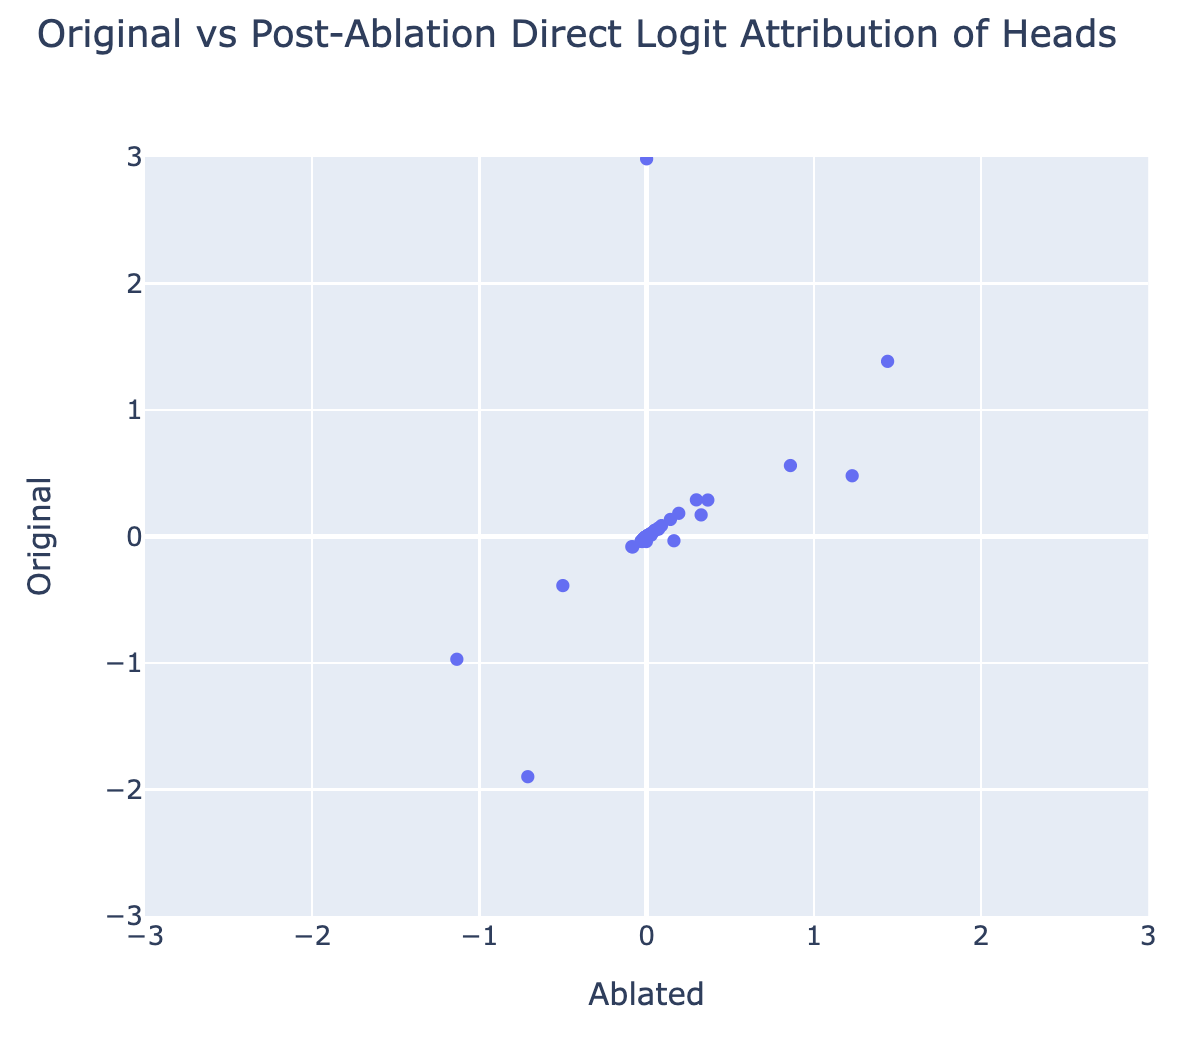 Original vs Post-Ablation Direct Logit Attribution of Heads
3
2
1
0
−1
−2
−3
Original
−3 −2 −1 0 1 2 3
Ablated